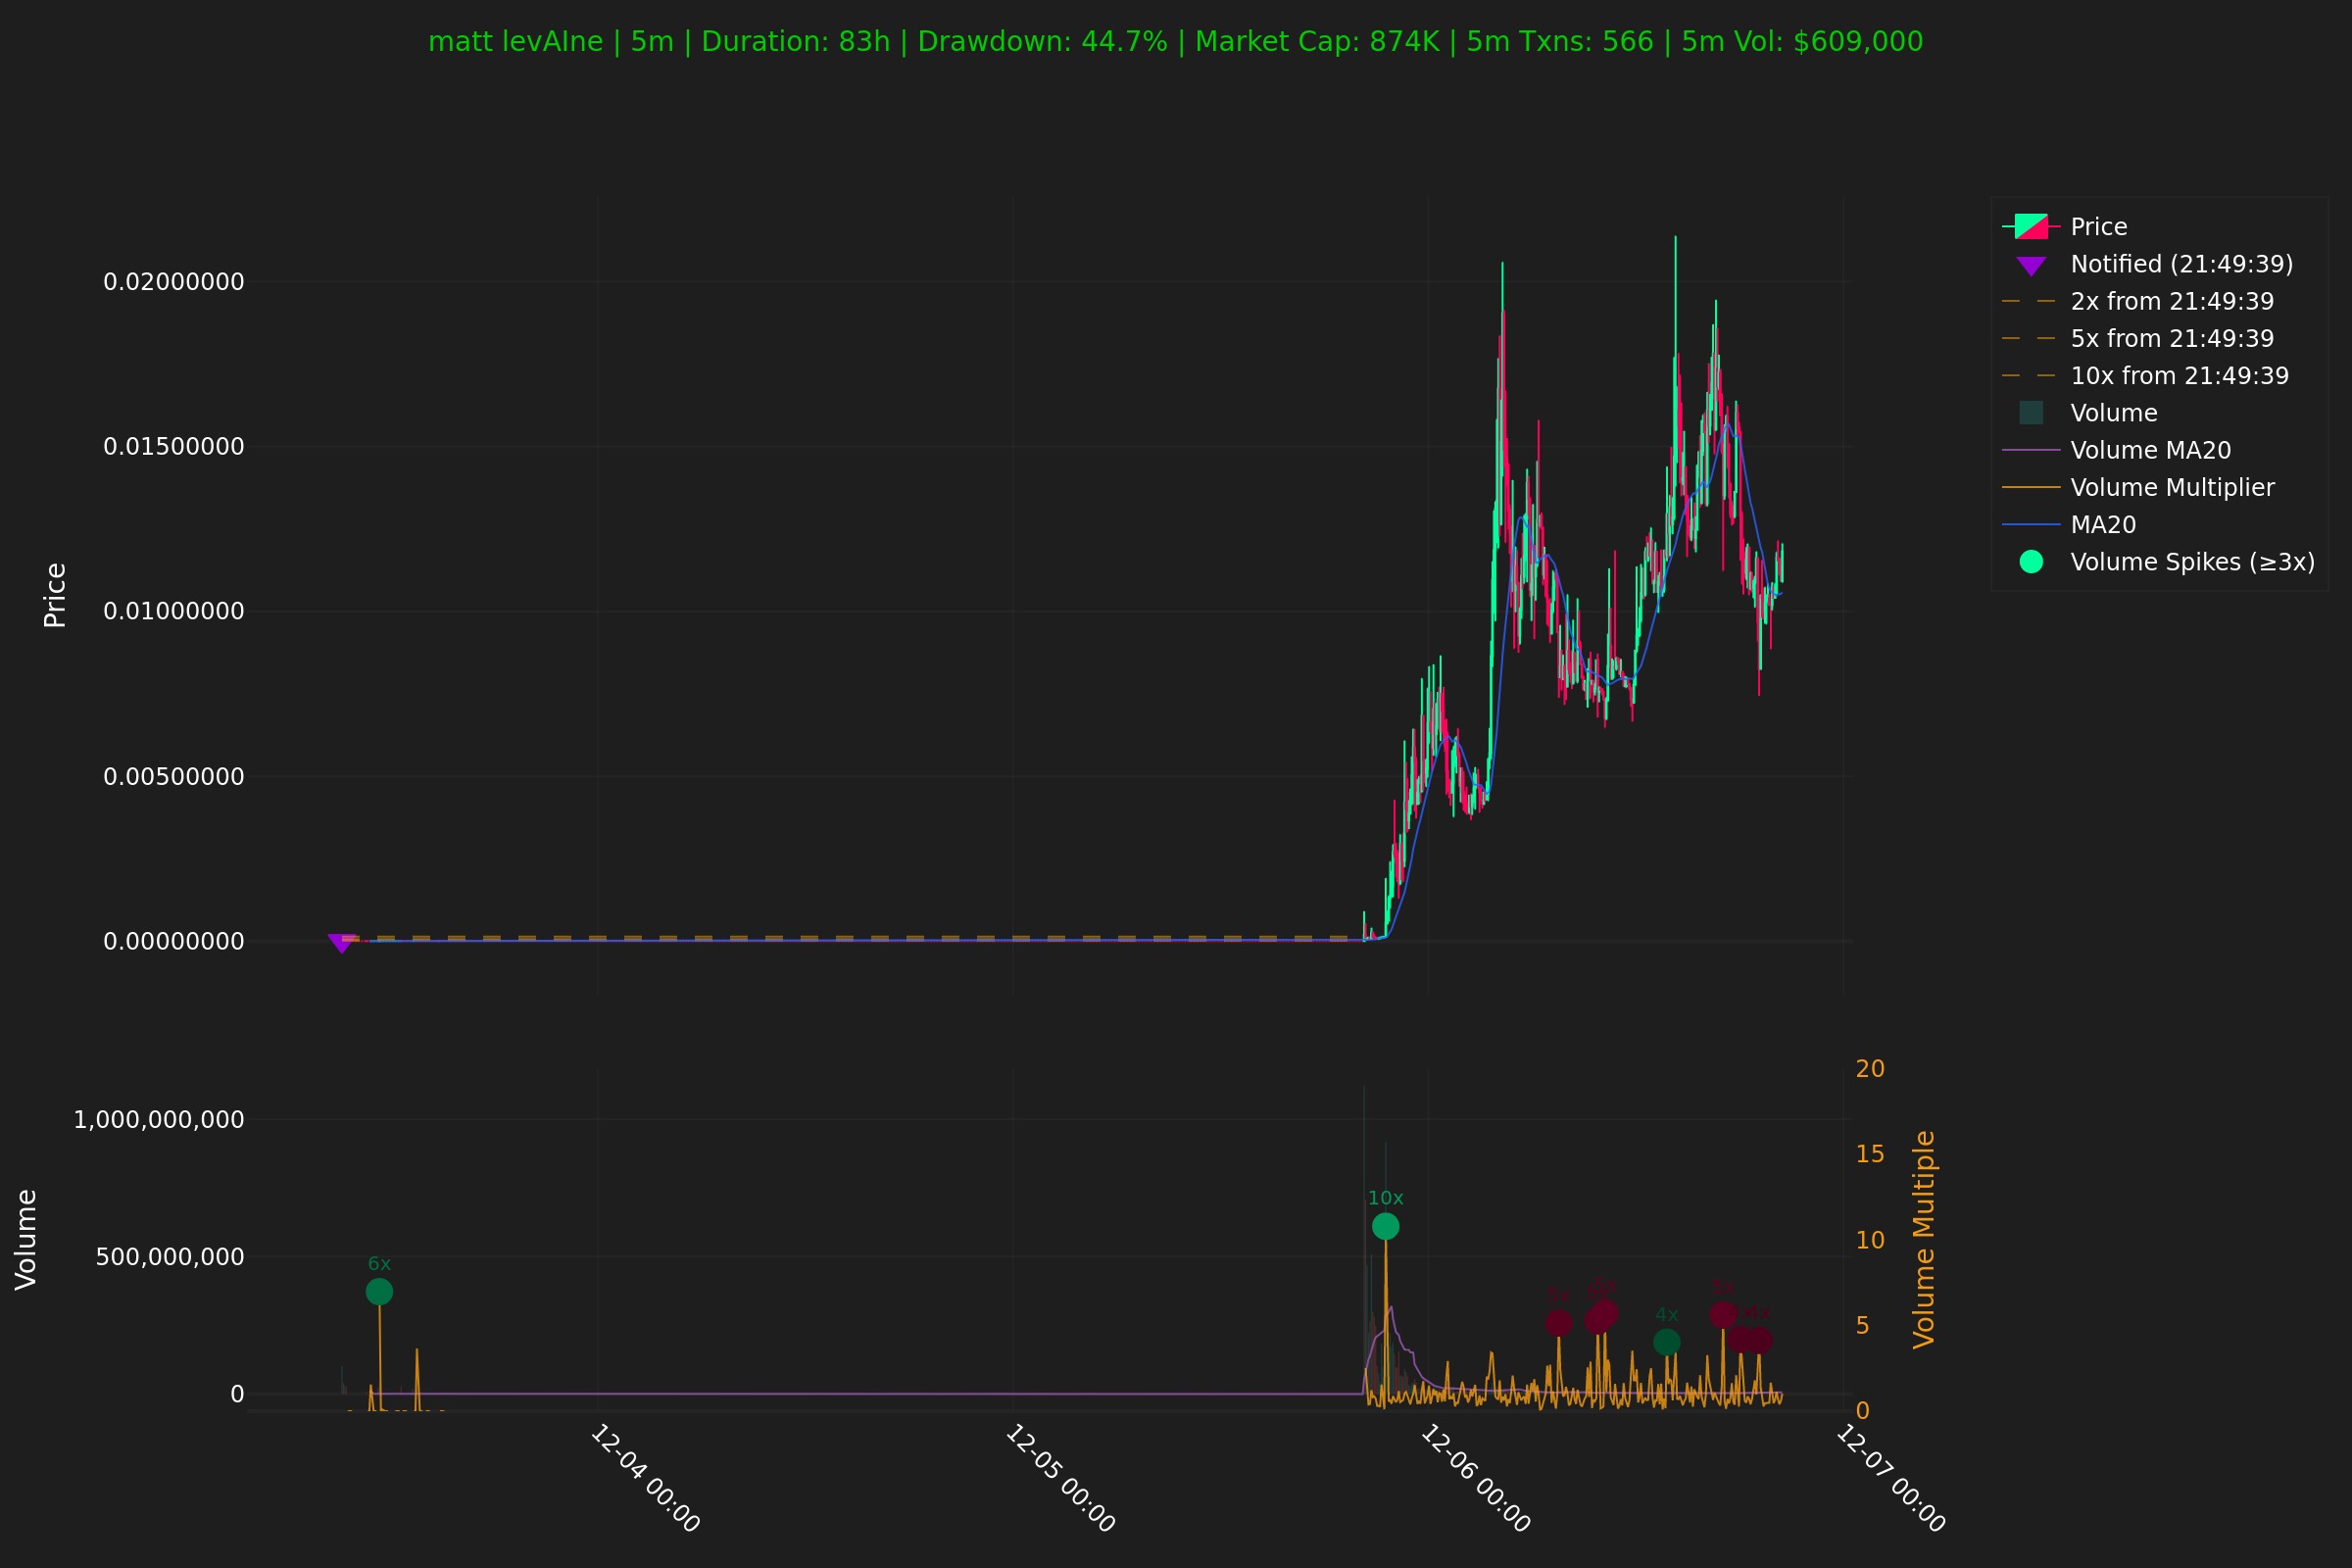 matt levAIne | 5m | Duration: 83h | Drawdown: 44.7% | Market Cap: 874K | 5m Txns: 566 | 5m Vol: $609,000
Price
0.02000000
0.01500000
0.01000000
0.00500000
0.00000000
Price
Notified (21:49:39)
2x from 21:49:39
5x from 21:49:39
10x from 21:49:39
Volume
Volume MA20
Volume Multiplier
MA20
Volume Spikes (≥3x)
Volume
1,000,000,000
500,000,000
0
6x
10x
4x
5x
20
15
10
5
0
Volume Multiple
12-04 00:00
12-05 00:00
12-06 00:00
12-07 00:00